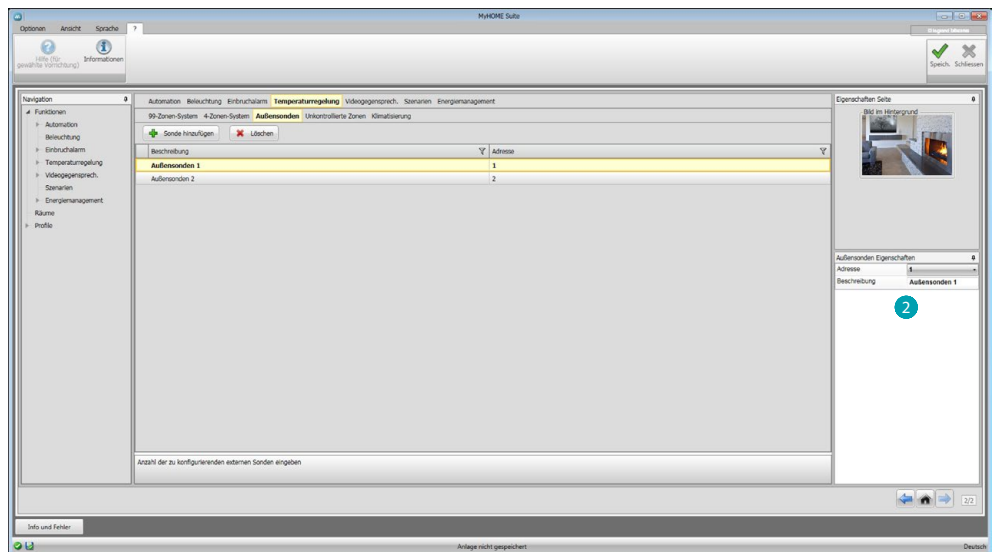 MyHOME Suite
Optionen Ansicht Sprache ?
Hilfe (für gewählte Vorrichtung)
Informationen
Speich. Schliessen
Navigation
Funktionen
Automation
Beleuchtung
Einbruchalarm
Temperaturregelung
Videogegensprech.
Szenarien
Energiemanagement
Räume
Profile
Automation Beleuchtung Einbruchalarm Temperaturregelung Videogegensprech. Szenarien Energiemanagement
99-Zonen-System 4-Zonen-System Außensonden Unkontrollierte Zonen Klimatisierung
Sonde hinzufügen Löschen
Beschreibung Adresse
Außensonden 1 1
Außensonden 2 2
Anzahl der zu konfigurierenden externen Sonden eingeben
Eigenschaften Seite
Bild im Hintergrund
Außensonden Eigenschaften
Adresse 1
Beschreibung Außensonden 1
2
2/2
Info und Fehler
Anlage nicht gespeichert
Deutsch